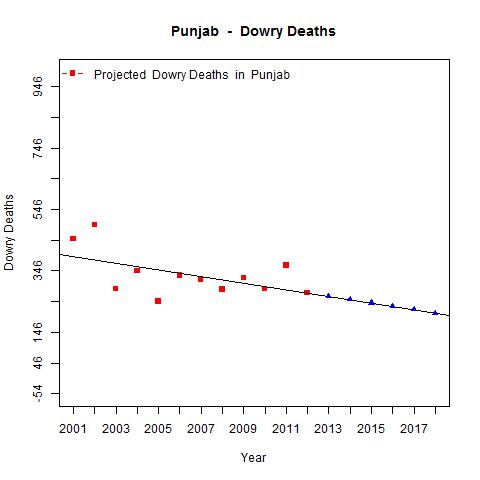 Punjab - Dowry Deaths
Projected Dowry Deaths in Punjab
946
746
546
346
146
46
-54
Dowry Deaths
2001 2003 2005 2007 2009 2011 2013 2015 2017
Year